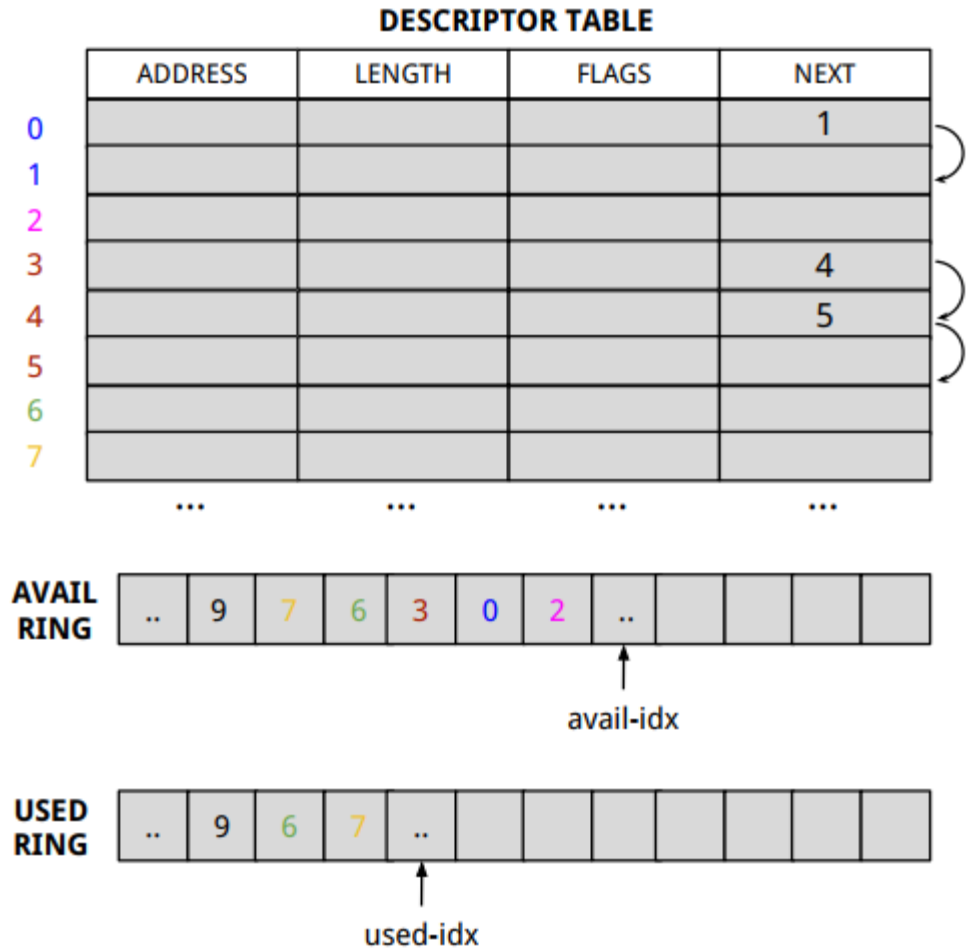 DESCRIPTOR TABLE
ADDRESS LENGTH FLAGS NEXT
0 1
1
2
3 4
4 5
5
6
7
... ... ... ...
AVAIL RING .. 9 7 6 3 0 2 ..
avail-idx
USED RING .. 9 6 7 ..
used-idx